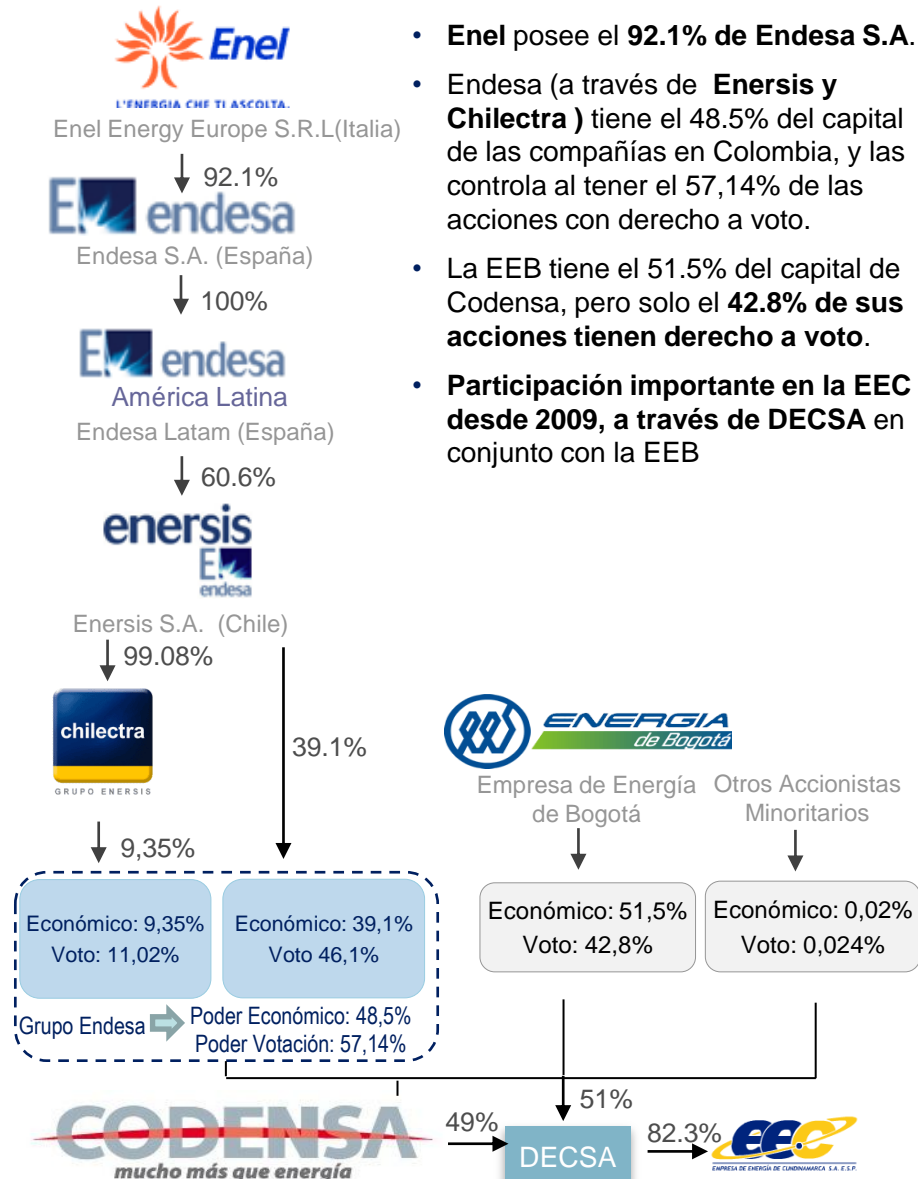 Enel
L'ENERGIA CHE TI ASCOLTA.
Enel Energy Europe S.R.L(Italia)
92.1%
endesa
Endesa S.A. (España)
100%
endesa
América Latina
Endesa Latam (España)
60.6%
enersis
endesa
Enersis S.A. (Chile)
99.08%
39.1%
chilectra
GRUPO ENERSIS
9,35%
• Enel posee el 92.1% de Endesa S.A.
• Endesa (a través de Enersis y
Chilectra ) tiene el 48.5% del capital
de las compañías en Colombia, y las
controla al tener el 57,14% de las
acciones con derecho a voto.
• La EEB tiene el 51.5% del capital de
Codensa, pero solo el 42.8% de sus
acciones tienen derecho a voto.
• Participación importante en la EEC
desde 2009, a través de DECSA en
conjunto con la EEB
ENERGIA
de Bogotá
Empresa de Energía
de Bogotá
Otros Accionistas
Minoritarios
Económico: 9,35%
Voto: 11,02%
Económico: 39,1%
Voto 46,1%
Económico: 51,5%
Voto: 42,8%
Económico: 0,02%
Voto: 0,024%
Grupo Endesa
Poder Económico: 48,5%
Poder Votación: 57,14%
CODENSA
mucho más que energía
49%
51%
DECSA
82.3%
EEC
EMPRESA DE ENERGÍA DE CUNDINAMARCA S.A. E.S.P.